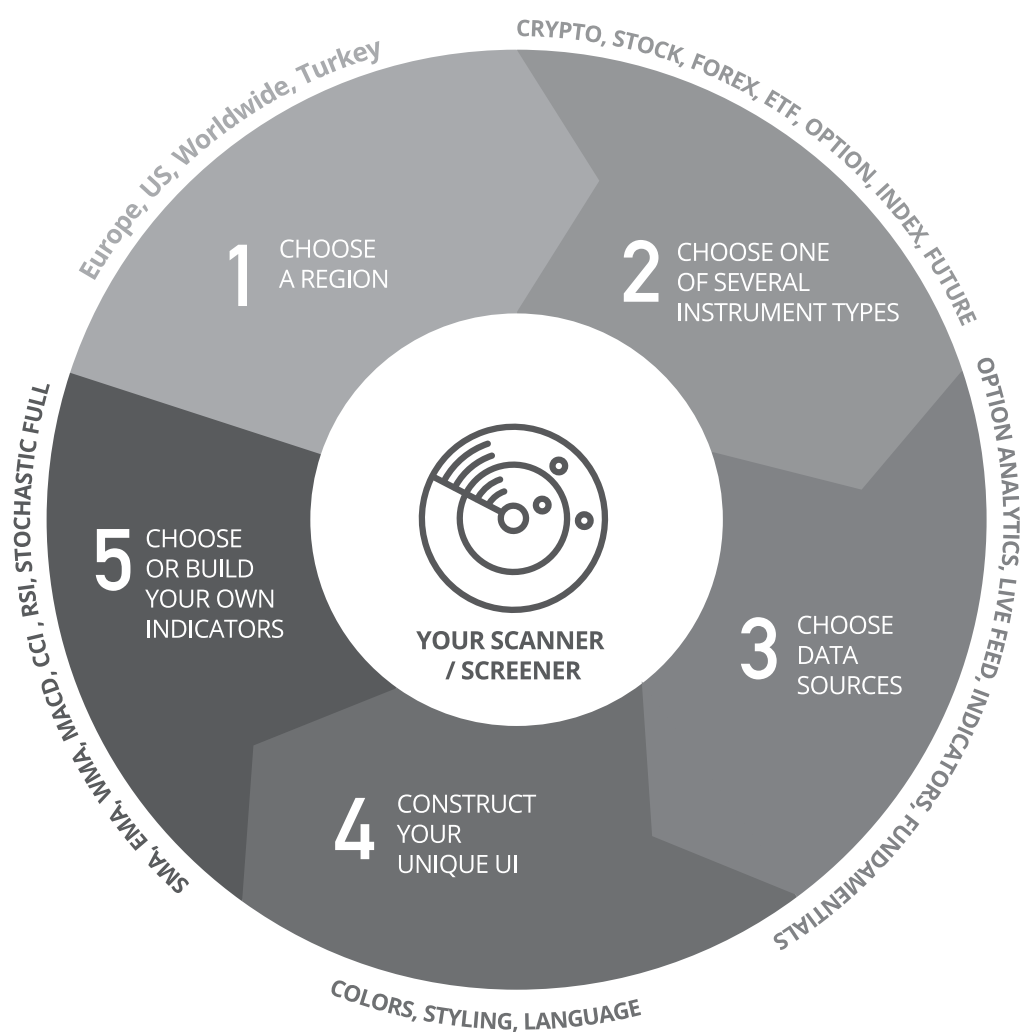 Europe, US, Worldwide, Turkey
1
CHOOSE
A REGION
CRYPTO, STOCK, FOREX, ETF, OPTION, INDEX, FUTURE
2
CHOOSE ONE
OF SEVERAL
INSTRUMENT TYPES
OPTION ANALYTICS, LIVE FEED, INDICATORS, FUNDAMENTIALS
3
CHOOSE
DATA
SOURCES
4
CONSTRUCT
YOUR
UNIQUE UI
COLORS, STYLING, LANGUAGE
5
CHOOSE
OR BUILD
YOUR OWN
INDICATORS
SMA, EMA, WMA, MACD, CCI , RSI, STOCHASTIC FULL
YOUR SCANNER
/ SCREENER